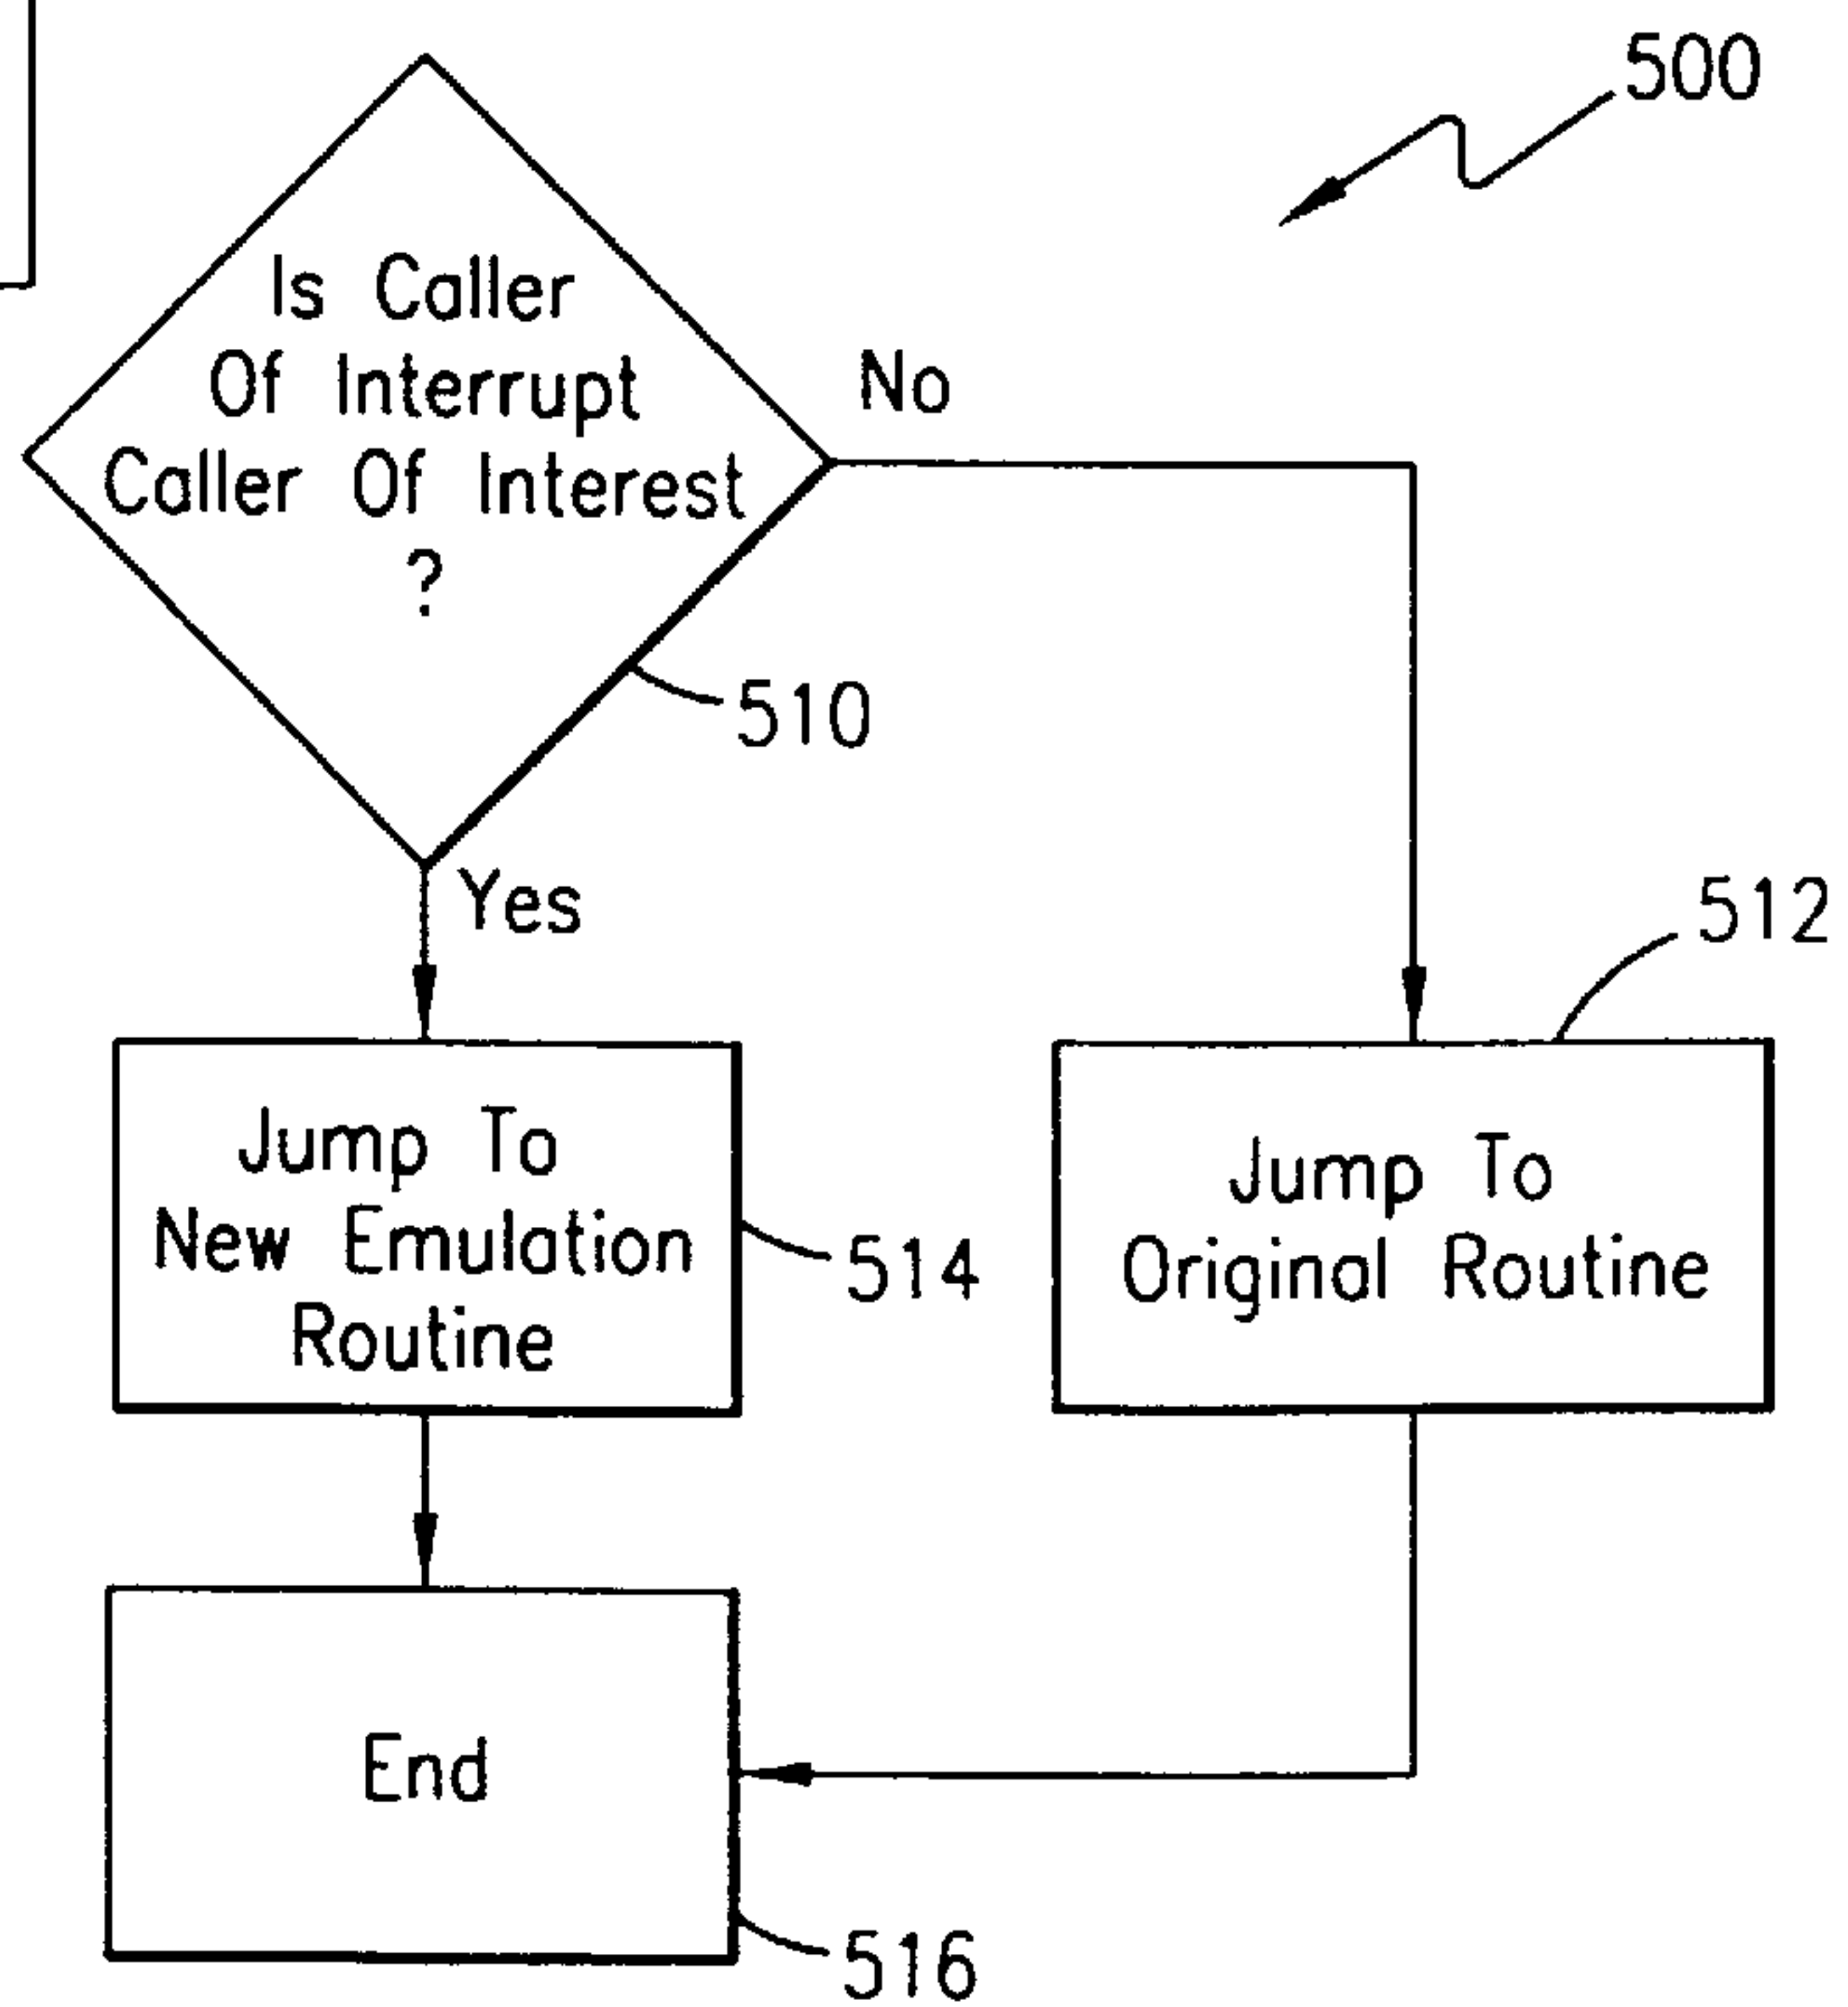 500
Is Caller
Of Interrupt
Caller Of Interest
?
No
510
Yes
512
Jump To
New Emulation
Routine
514
Jump To
Original Routine
End
516